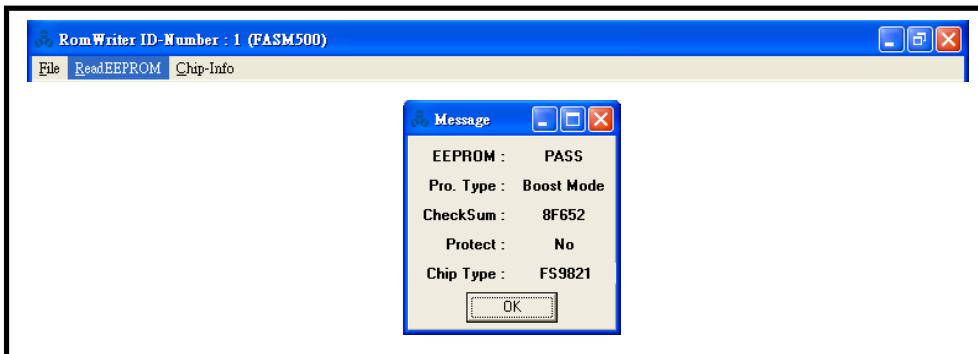 RomWriter ID-Number : 1 (FASM500)
File ReadEEPROM Chip-Info
Message
EEPROM : PASS
Pro. Type : Boost Mode
CheckSum : 8F652
Protect : No
Chip Type : FS9821
OK